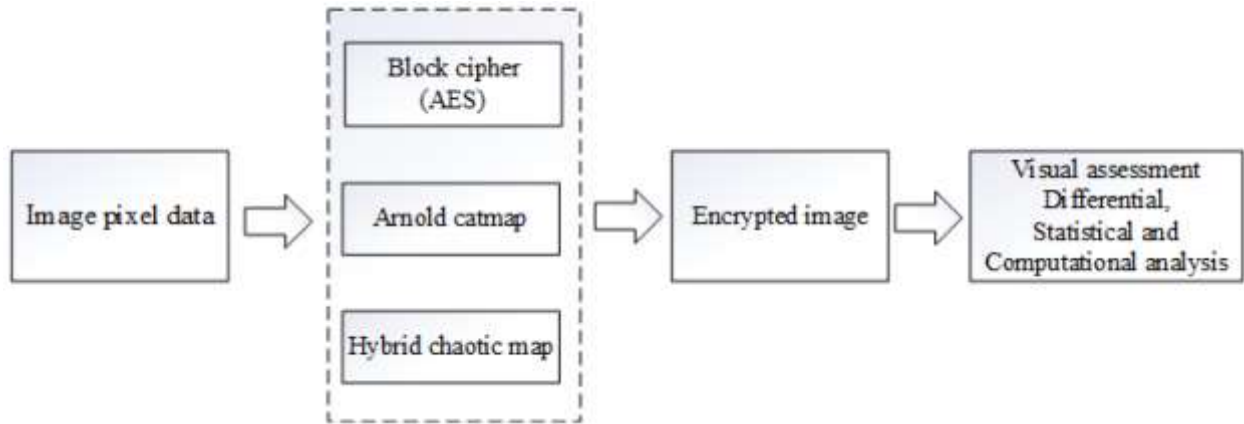 Image pixel data
Block cipher
(AES)
Arnold catmap
Hybrid chaotic map
Encrypted image
Visual assessment
Differential,
Statistical and
Computational analysis